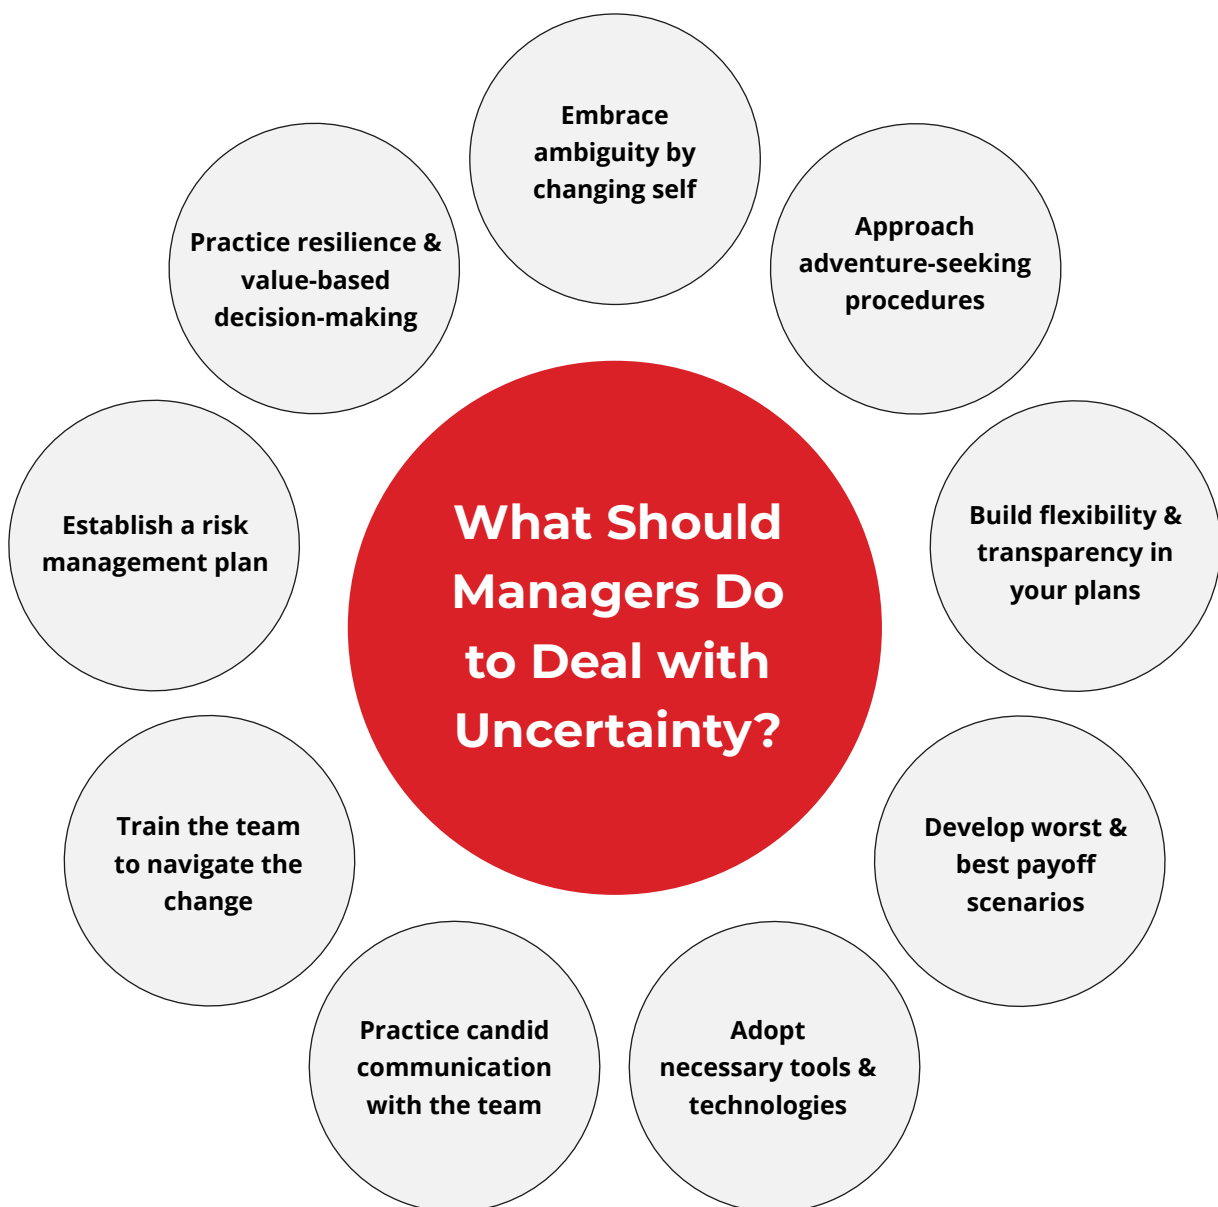 Embrace
ambiguity by
changing self
Approach
adventure-seeking
procedures
Build flexibility &
transparency in
your plans
Develop worst &
best payoff
scenarios
Adopt
necessary tools &
technologies
Practice candid
communication
with the team
Train the team
to navigate the
change
Establish a risk
management plan
Practice resilience &
value-based
decision-making
What Should
Managers Do
to Deal with
Uncertainty?